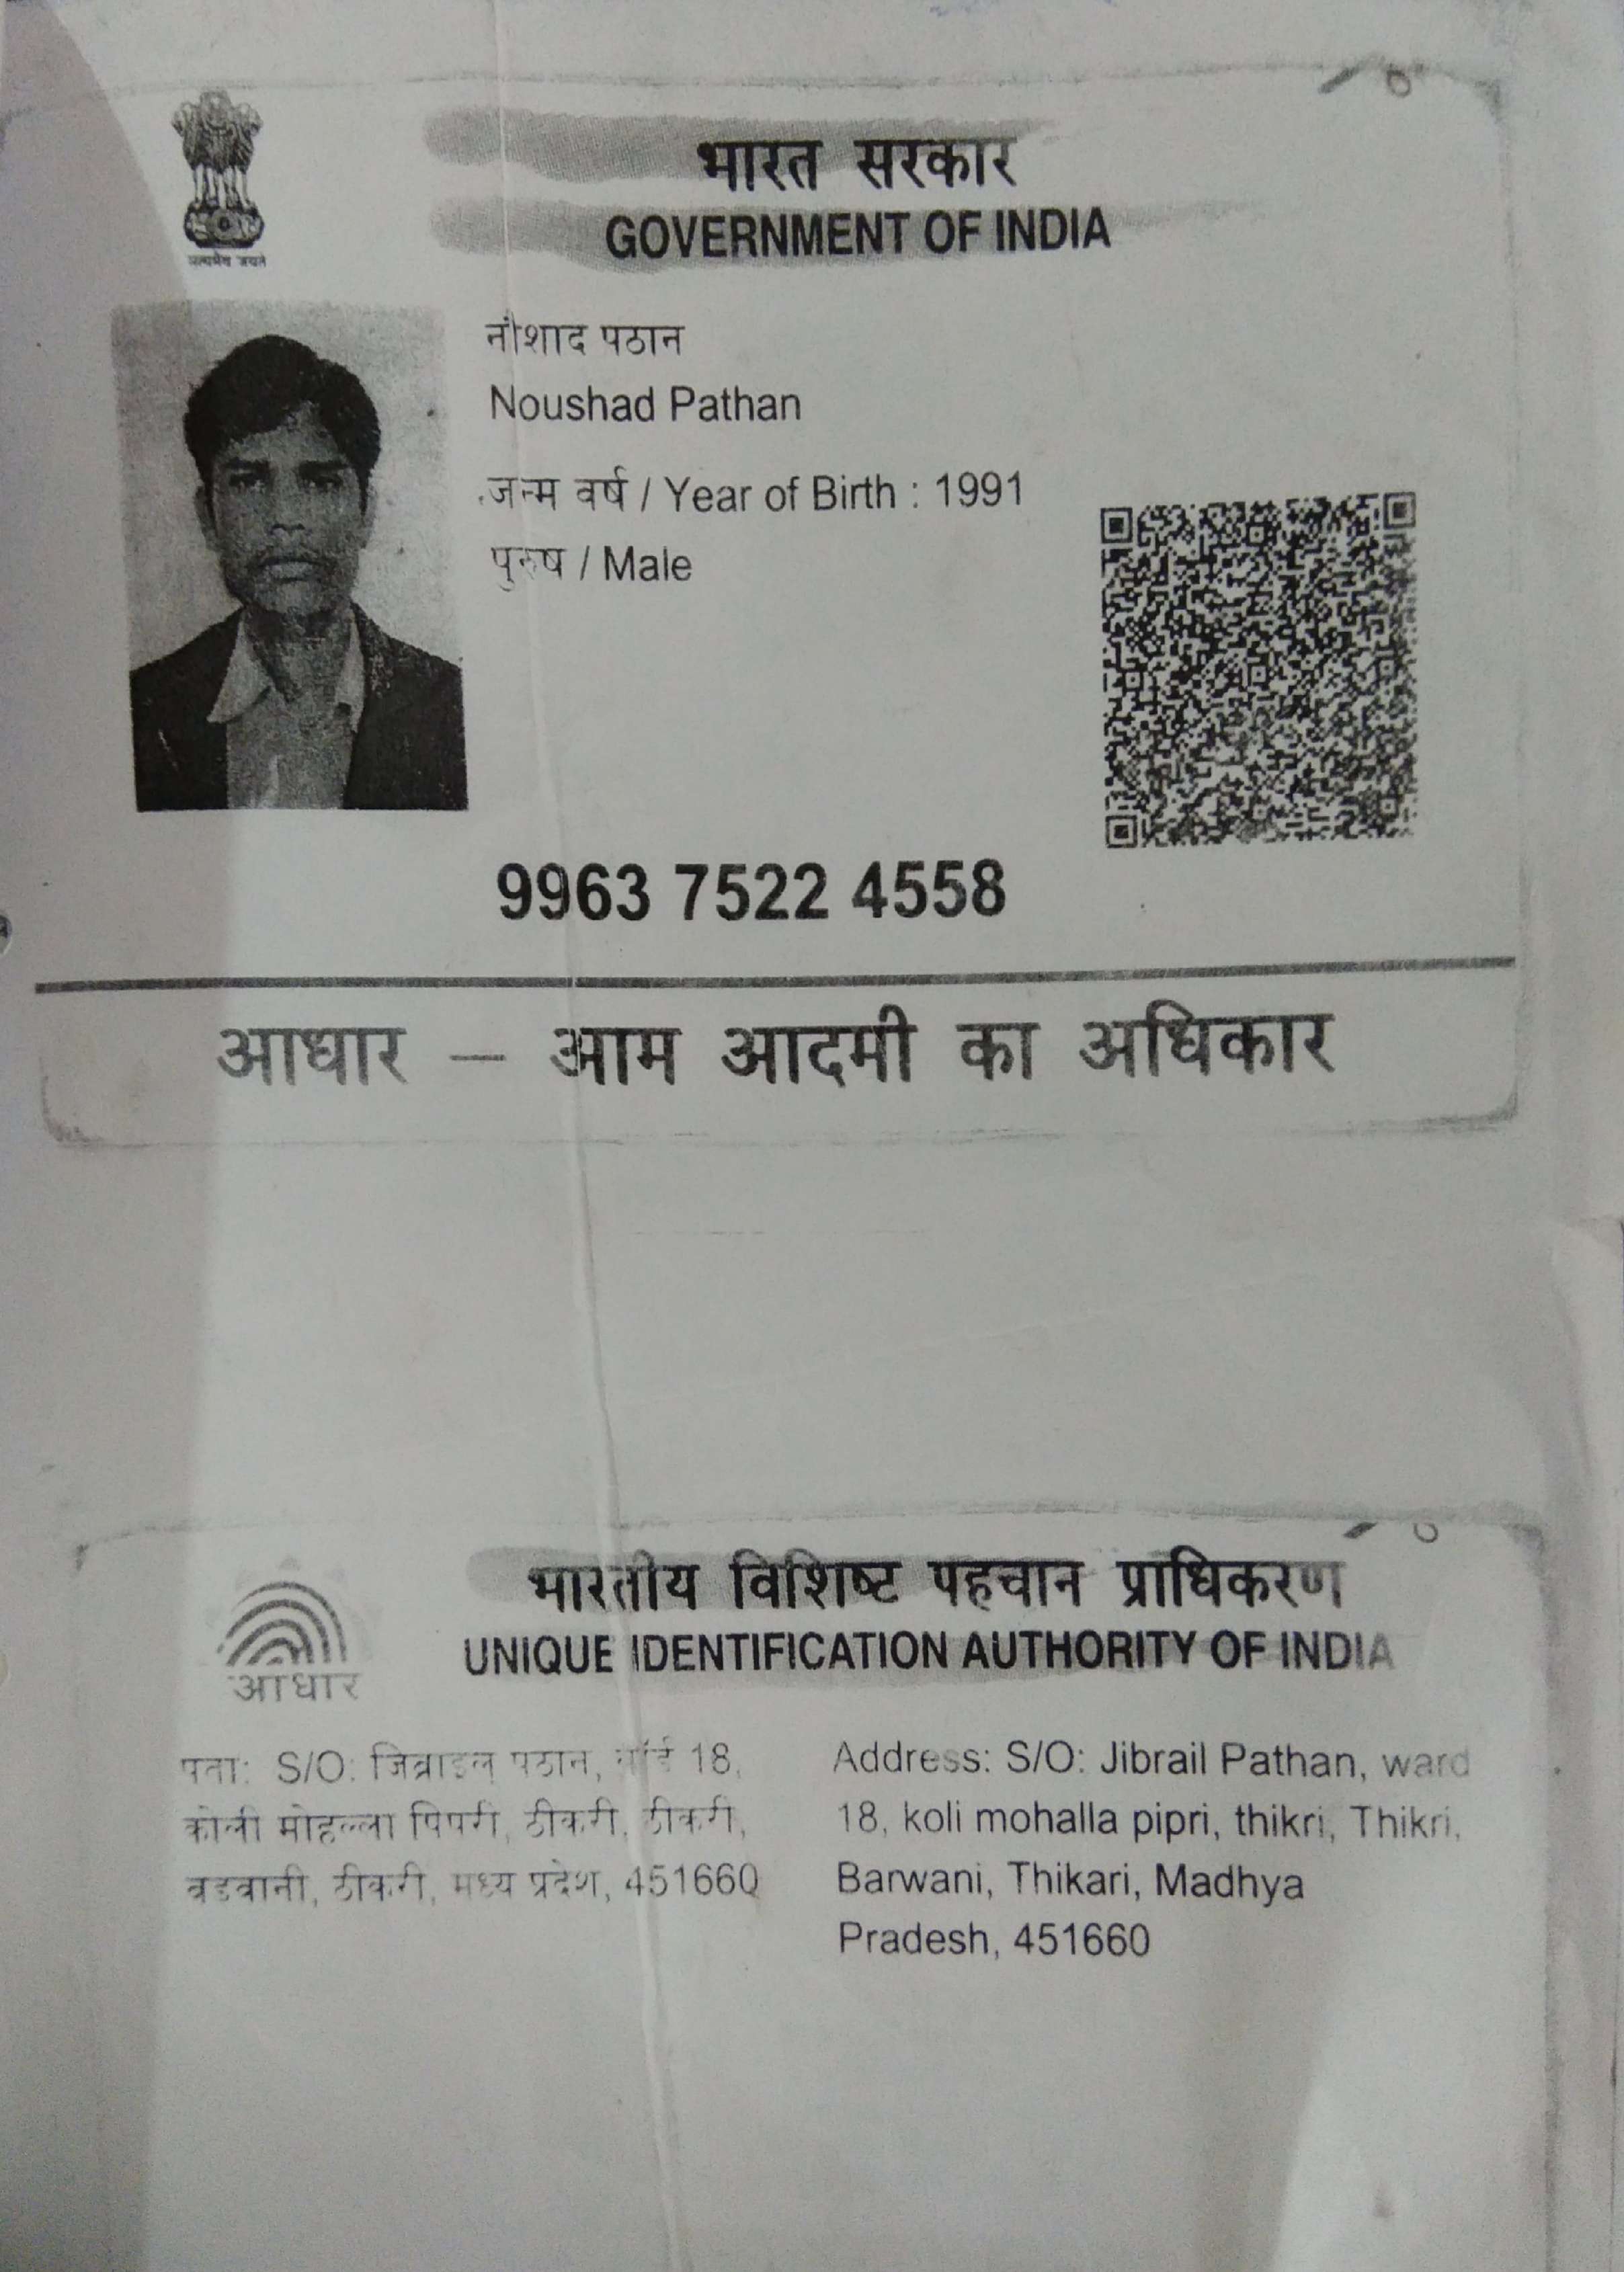 भारत सरकार
GOVERNMENT OF INDIA
सत्यमेव जयते
नौशाद पठान
Noushad Pathan
जन्म वर्ष / Year of Birth : 1991
पुरुष / Male
9963 7522 4558
आधार – आम आदमी का अधिकार
भारतीय विशिष्ट पहचान प्राधिकरण
UNIQUE IDENTIFICATION AUTHORITY OF INDIA
आधार
पता: S/O: जिब्राइल पठान, वॉर्ड 18,
कोली मोहल्ला पिपरी, ठीकरी, ठीकरी,
बडवानी, ठीकरी, मध्य प्रदेश, 451660
Address: S/O: Jibrail Pathan, ward
18, koli mohalla pipri, thikri, Thikri,
Barwani, Thikari, Madhya
Pradesh, 451660